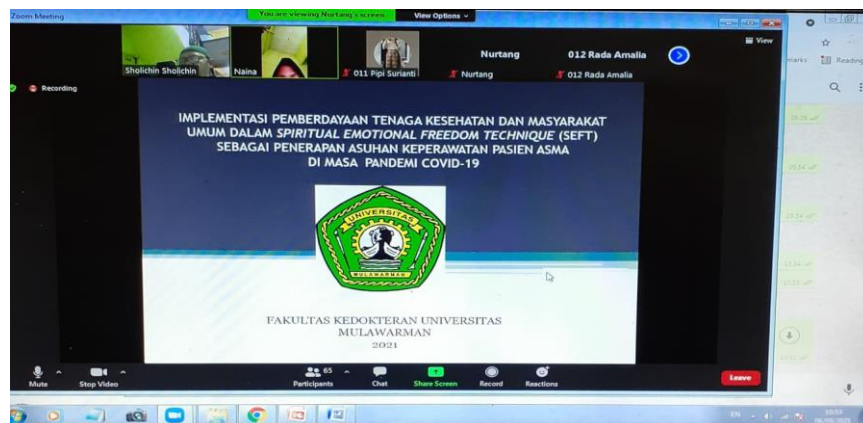 Zoom Meeting
You are viewing Nurtang's screen
View Options
View
Sholichin Sholichin
Naina
011 Pipi Surianti
Nurtang
Nurtang
012 Rada Amalia
012 Rada Amalia
Reading
Recording
IMPLEMENTASI PEMBERDAYAAN TENAGA KESEHATAN DAN MASYARAKAT
UMUM DALAM SPIRITUAL EMOTIONAL FREEDOM TECHNIQUE (SEFT)
SEBAGAI PENERAPAN ASUHAN KEPERAWATAN PASIEN ASMA
DI MASA PANDEMI COVID-19
UNIVERSITAS
MULAWARMAN
FAKULTAS KEDOKTERAN UNIVERSITAS
MULAWARMAN
2021
Mute
Stop Video
65
Participants
Chat
Share Screen
Record
Reactions
Leave
EN